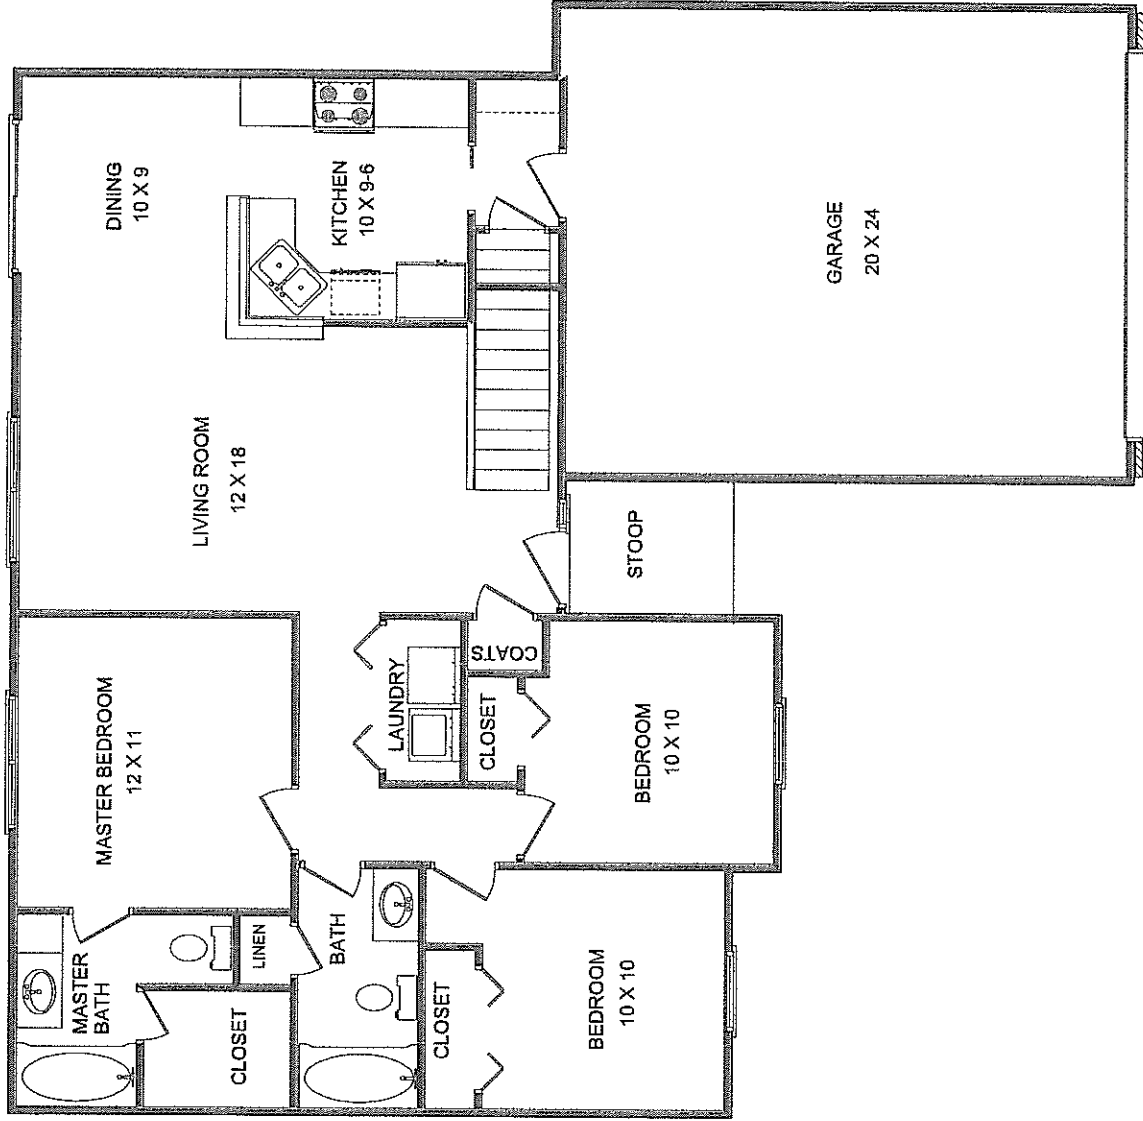 MASTER
BATH
CLOSET
LINEN
MASTER BEDROOM
12 X 11
LIVING ROOM
12 X 18
DINING
10 X 9
KITCHEN
10 X 9-6
BATH
CLOSET
BEDROOM
10 X 10
LAUNDRY
CLOSET
COATS
BEDROOM
10 X 10
STOOP
GARAGE
20 X 24